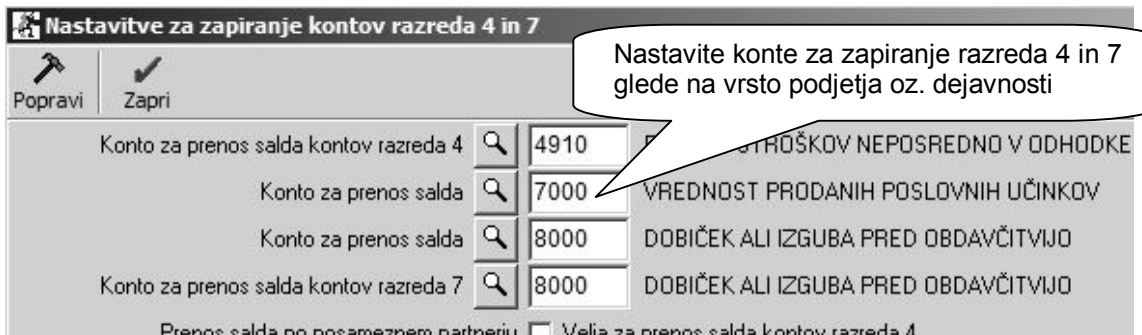 Nastavitve za zapiranje kontov razreda 4 in 7
Nastavite konte za zapiranje razreda 4 in 7
glede na vrsto podjetja oz. dejavnosti
Popravi Zapri
Konto za prenos salda kontov razreda 4 4910 NEPOSREDNO V ODHODKE
Konto za prenos salda 7000 VREDNOST PRODANIH POSLOVNIH UČINKOV
Konto za prenos salda 8000 DOBIČEK ALI IZGUBA PRED OBDAVČITVIJO
Konto za prenos salda kontov razreda 7 8000 DOBIČEK ALI IZGUBA PRED OBDAVČITVIJO
Prenos salda po posameznem partnerju Velja za prenos salda kontov razreda 4